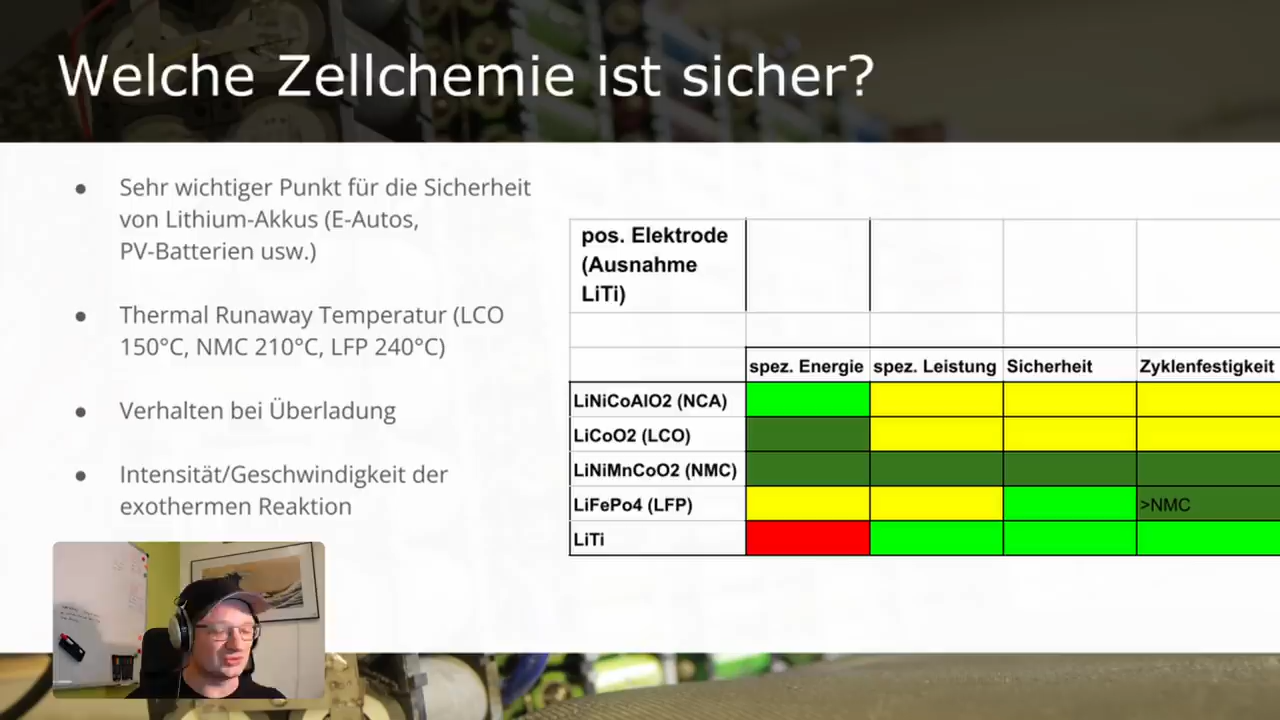 Welche Zellchemie ist sicher?
● Sehr wichtiger Punkt für die Sicherheit
von Lithium-Akkus (E-Autos,
PV-Batterien usw.)
● Thermal Runaway Temperatur (LCO
150°C, NMC 210°C, LFP 240°C)
● Verhalten bei Überladung
● Intensität/Geschwindigkeit der
exothermen Reaktion
pos. Elektrode
(Ausnahme
LiTi)
spez. Energie spez. Leistung Sicherheit Zyklenfestigkeit
LiNiCoAlO2 (NCA)
LiCoO2 (LCO)
LiNiMnCoO2 (NMC)
LiFePo4 (LFP) >NMC
LiTi